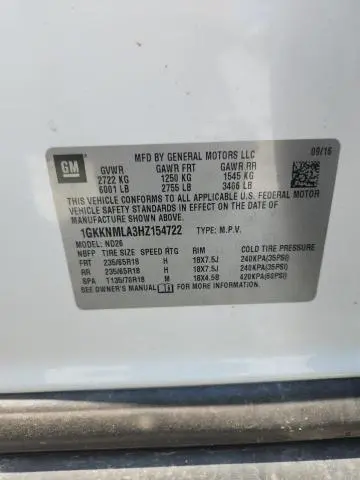 GM
MFD BY GENERAL MOTORS LLC 09/16
GVWR GAWR FRT GAWR RR
2722 KG 1250 KG 1545 KG
6001 LB 2755 LB 3406 LB
THIS VEHICLE CONFORMS TO ALL APPLICABLE U.S. FEDERAL
MOTOR VEHICLE SAFETY AND THEFT PREVENTION STANDARDS
IN EFFECT ON THE DATE OF MANUFACTURE SHOWN ABOVE.
1GKKNMLA3HZ154722 TYPE: M.P.V.
MODEL: ND26
NBFP TIRE SIZE SPEED RTG RIM COLD TIRE PRESSURE
FRT 235/65R18 H 18X7.5J 240KPA(35PSI)
RR 235/65R18 H 18X7.5J 240KPA(35PSI)
SPA T135/70R18 M 18X4.5B 420KPA(60PSI)
SEE OWNER'S MANUAL FOR MORE INFORMATION.